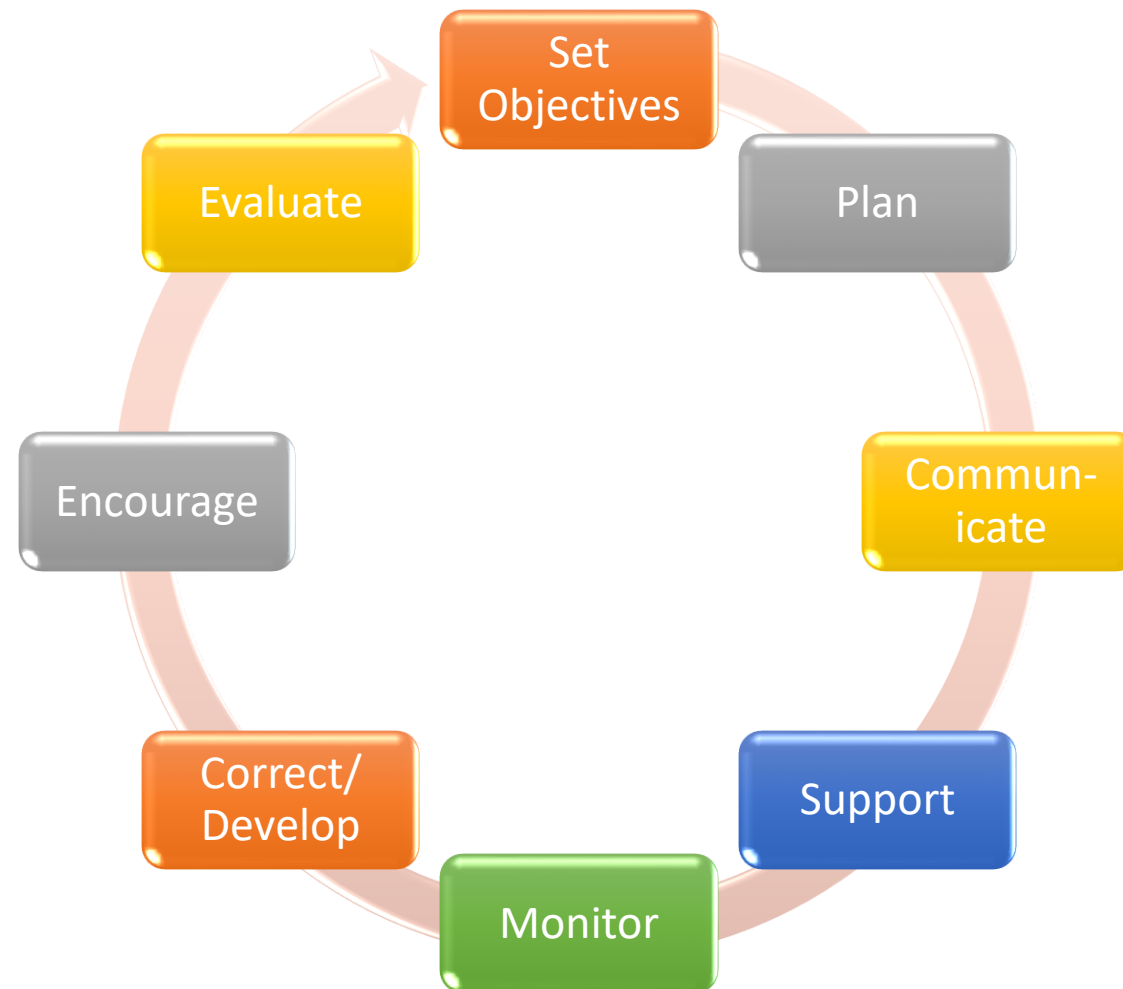 Set
Objectives
Plan
Commun-
icate
Support
Monitor
Correct/
Develop
Encourage
Evaluate